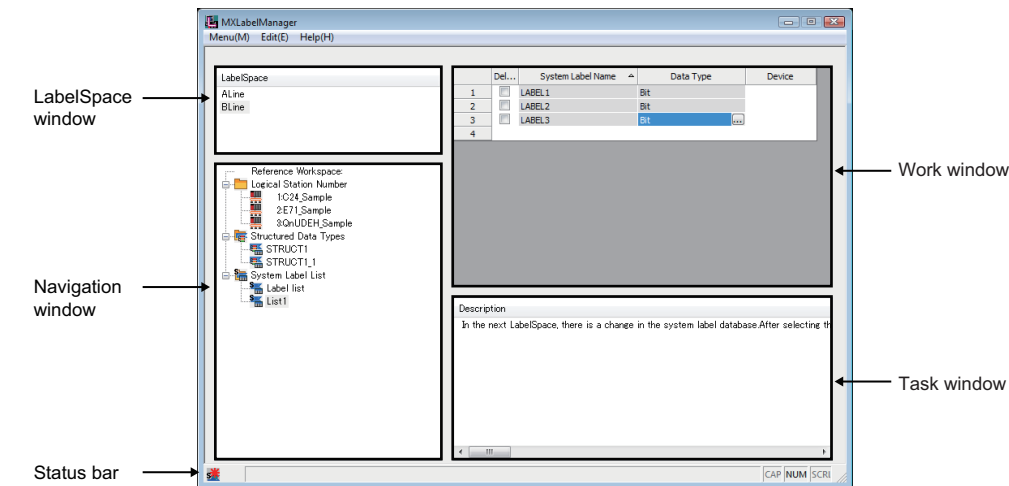 MXLabelManager
Menu(M) Edit(E) Help(H)
LabelSpace window
LabelSpace
ALine
BLine
Del... System Label Name Data Type Device
1 LABEL1 Bit
2 LABEL2 Bit
3 LABEL3 Bit ...
4
Work window
Navigation window
Reference Workspace:
Logical Station Number
1:C24_Sample
2:E71_Sample
3:QnUDEH_Sample
Structured Data Types
STRUCT1
STRUCT1_1
System Label List
Label list
List1
Description
In the next LabelSpace, there is a change in the system label database.After selecting th
Task window
Status bar
CAP NUM SCRL